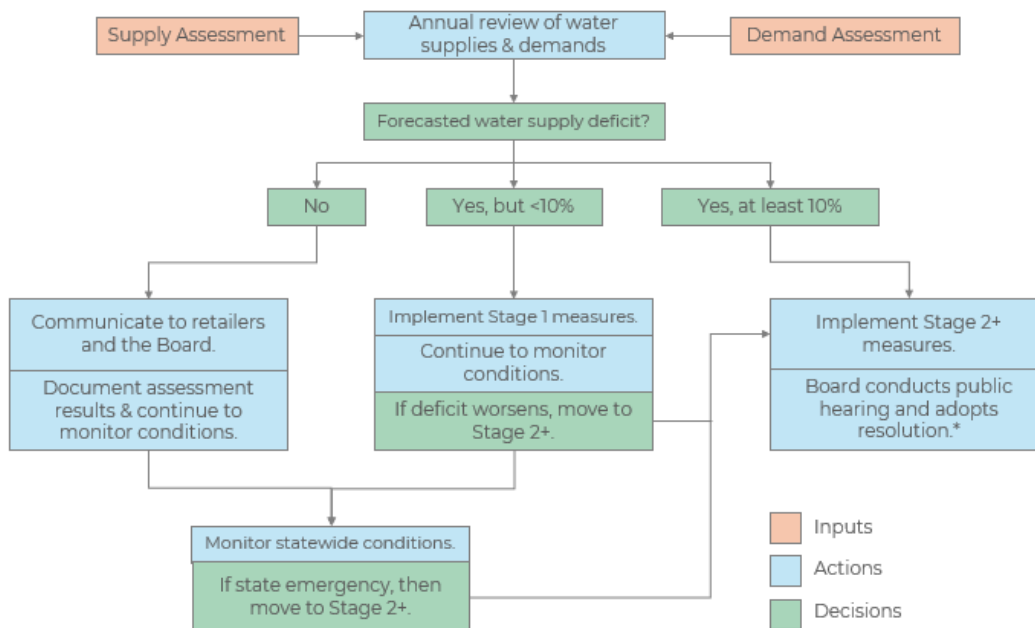 Supply Assessment
Annual review of water
supplies & demands
Demand Assessment
Forecasted water supply deficit?
No
Yes, but <10%
Yes, at least 10%
Communicate to retailers
and the Board.
Document assessment
results & continue to
monitor conditions.
Implement Stage 1 measures.
Continue to monitor
conditions.
If deficit worsens, move to
Stage 2+.
Implement Stage 2+
measures.
Board conducts public
hearing and adopts
resolution.*
Monitor statewide conditions.
If state emergency, then
move to Stage 2+.
Inputs
Actions
Decisions